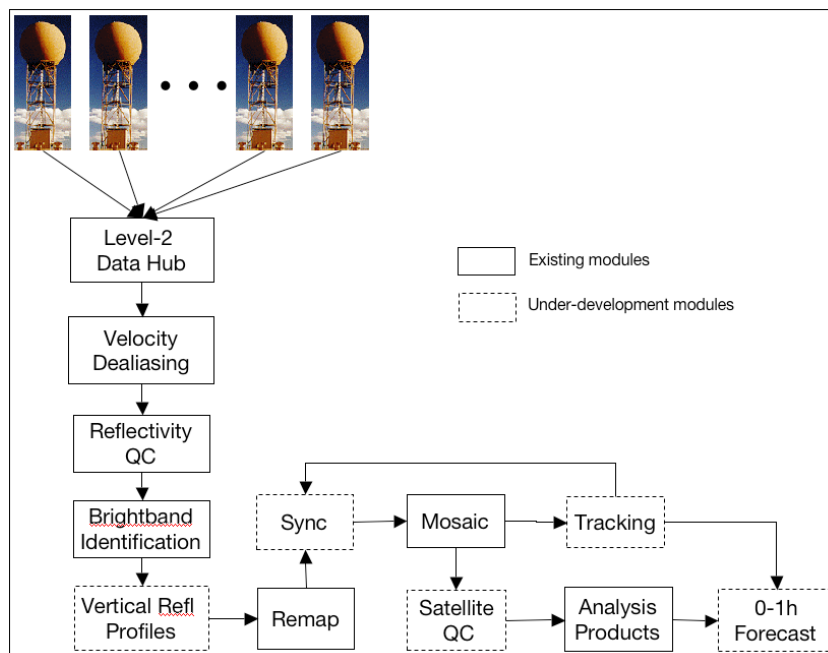 Level-2
Data Hub
Existing modules
Under-development modules
Velocity
Dealiasing
Reflectivity
QC
Brightband
Identification
Sync
Mosaic
Tracking
Vertical Refl
Profiles
Remap
Satellite
QC
Analysis
Products
0-1h
Forecast